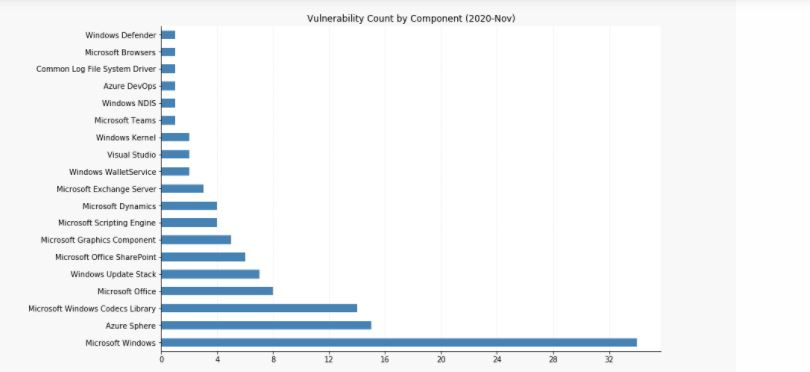 Vulnerability Count by Component (2020-Nov)
Windows Defender
Microsoft Browsers
Common Log File System Driver
Azure DevOps
Windows NDIS
Microsoft Teams
Windows Kernel
Visual Studio
Windows WalletService
Microsoft Exchange Server
Microsoft Dynamics
Microsoft Scripting Engine
Microsoft Graphics Component
Microsoft Office SharePoint
Windows Update Stack
Microsoft Office
Microsoft Windows Codecs Library
Azure Sphere
Microsoft Windows
0 4 8 12 16 20 24 28 32